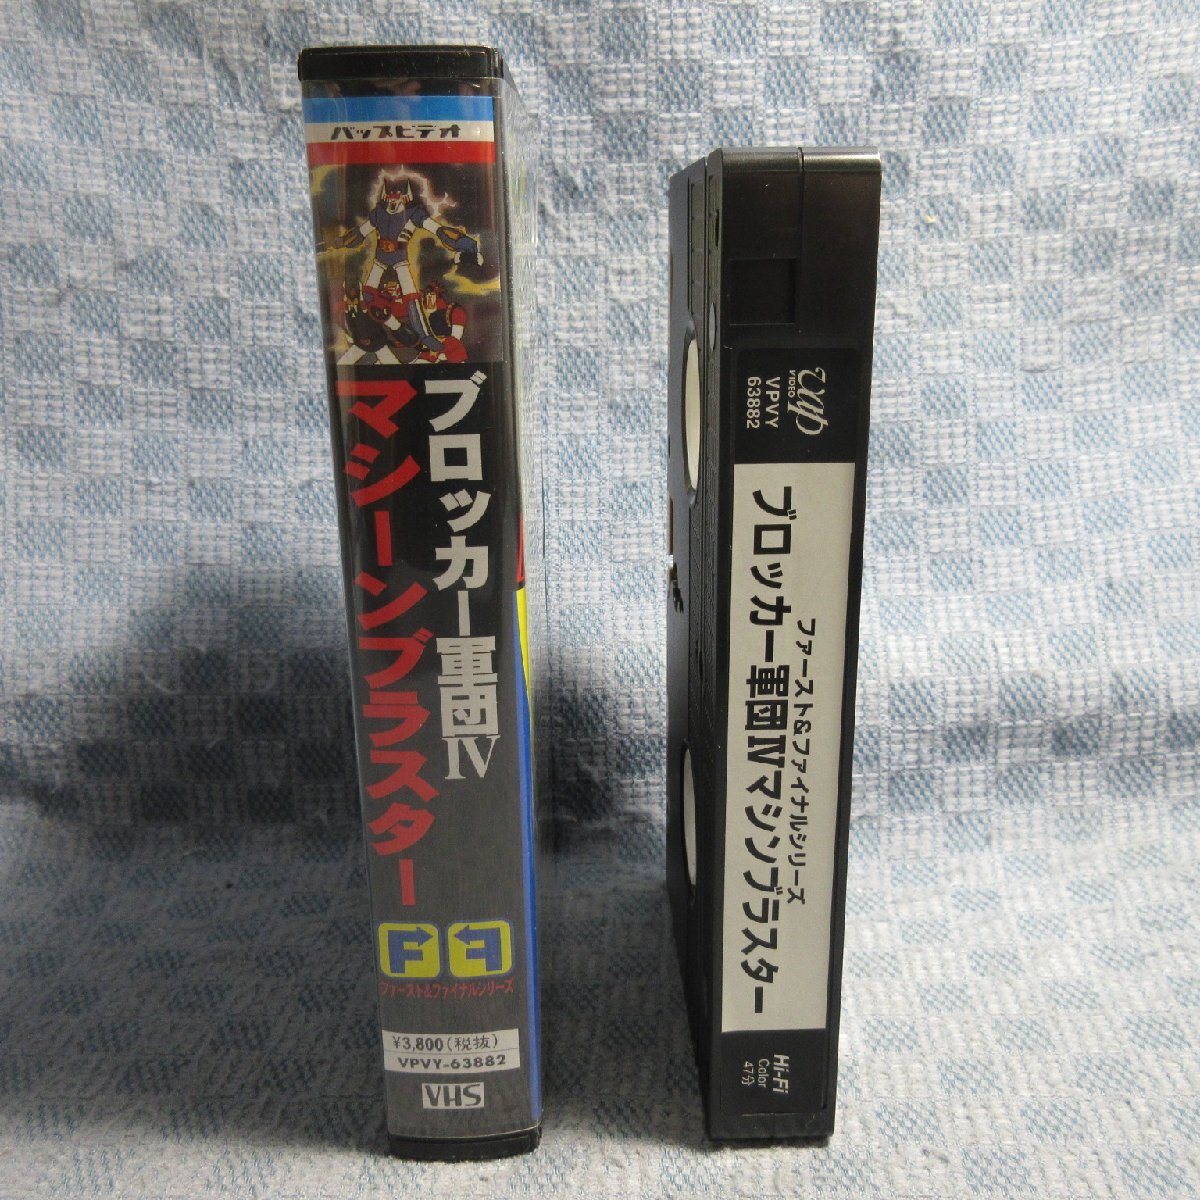 バップビデオ
ブロッカー軍団IV
マシーンブラスター
F F
ファースト&ファイナルシリーズ
¥3,800(税抜)
VPVY-63882
VHS
Vap
VIDEO
VPVY
63882
ファースト&ファイナルシリーズ
ブロッカー軍団IVマシンブラスター
Hi-Fi
Color
47分